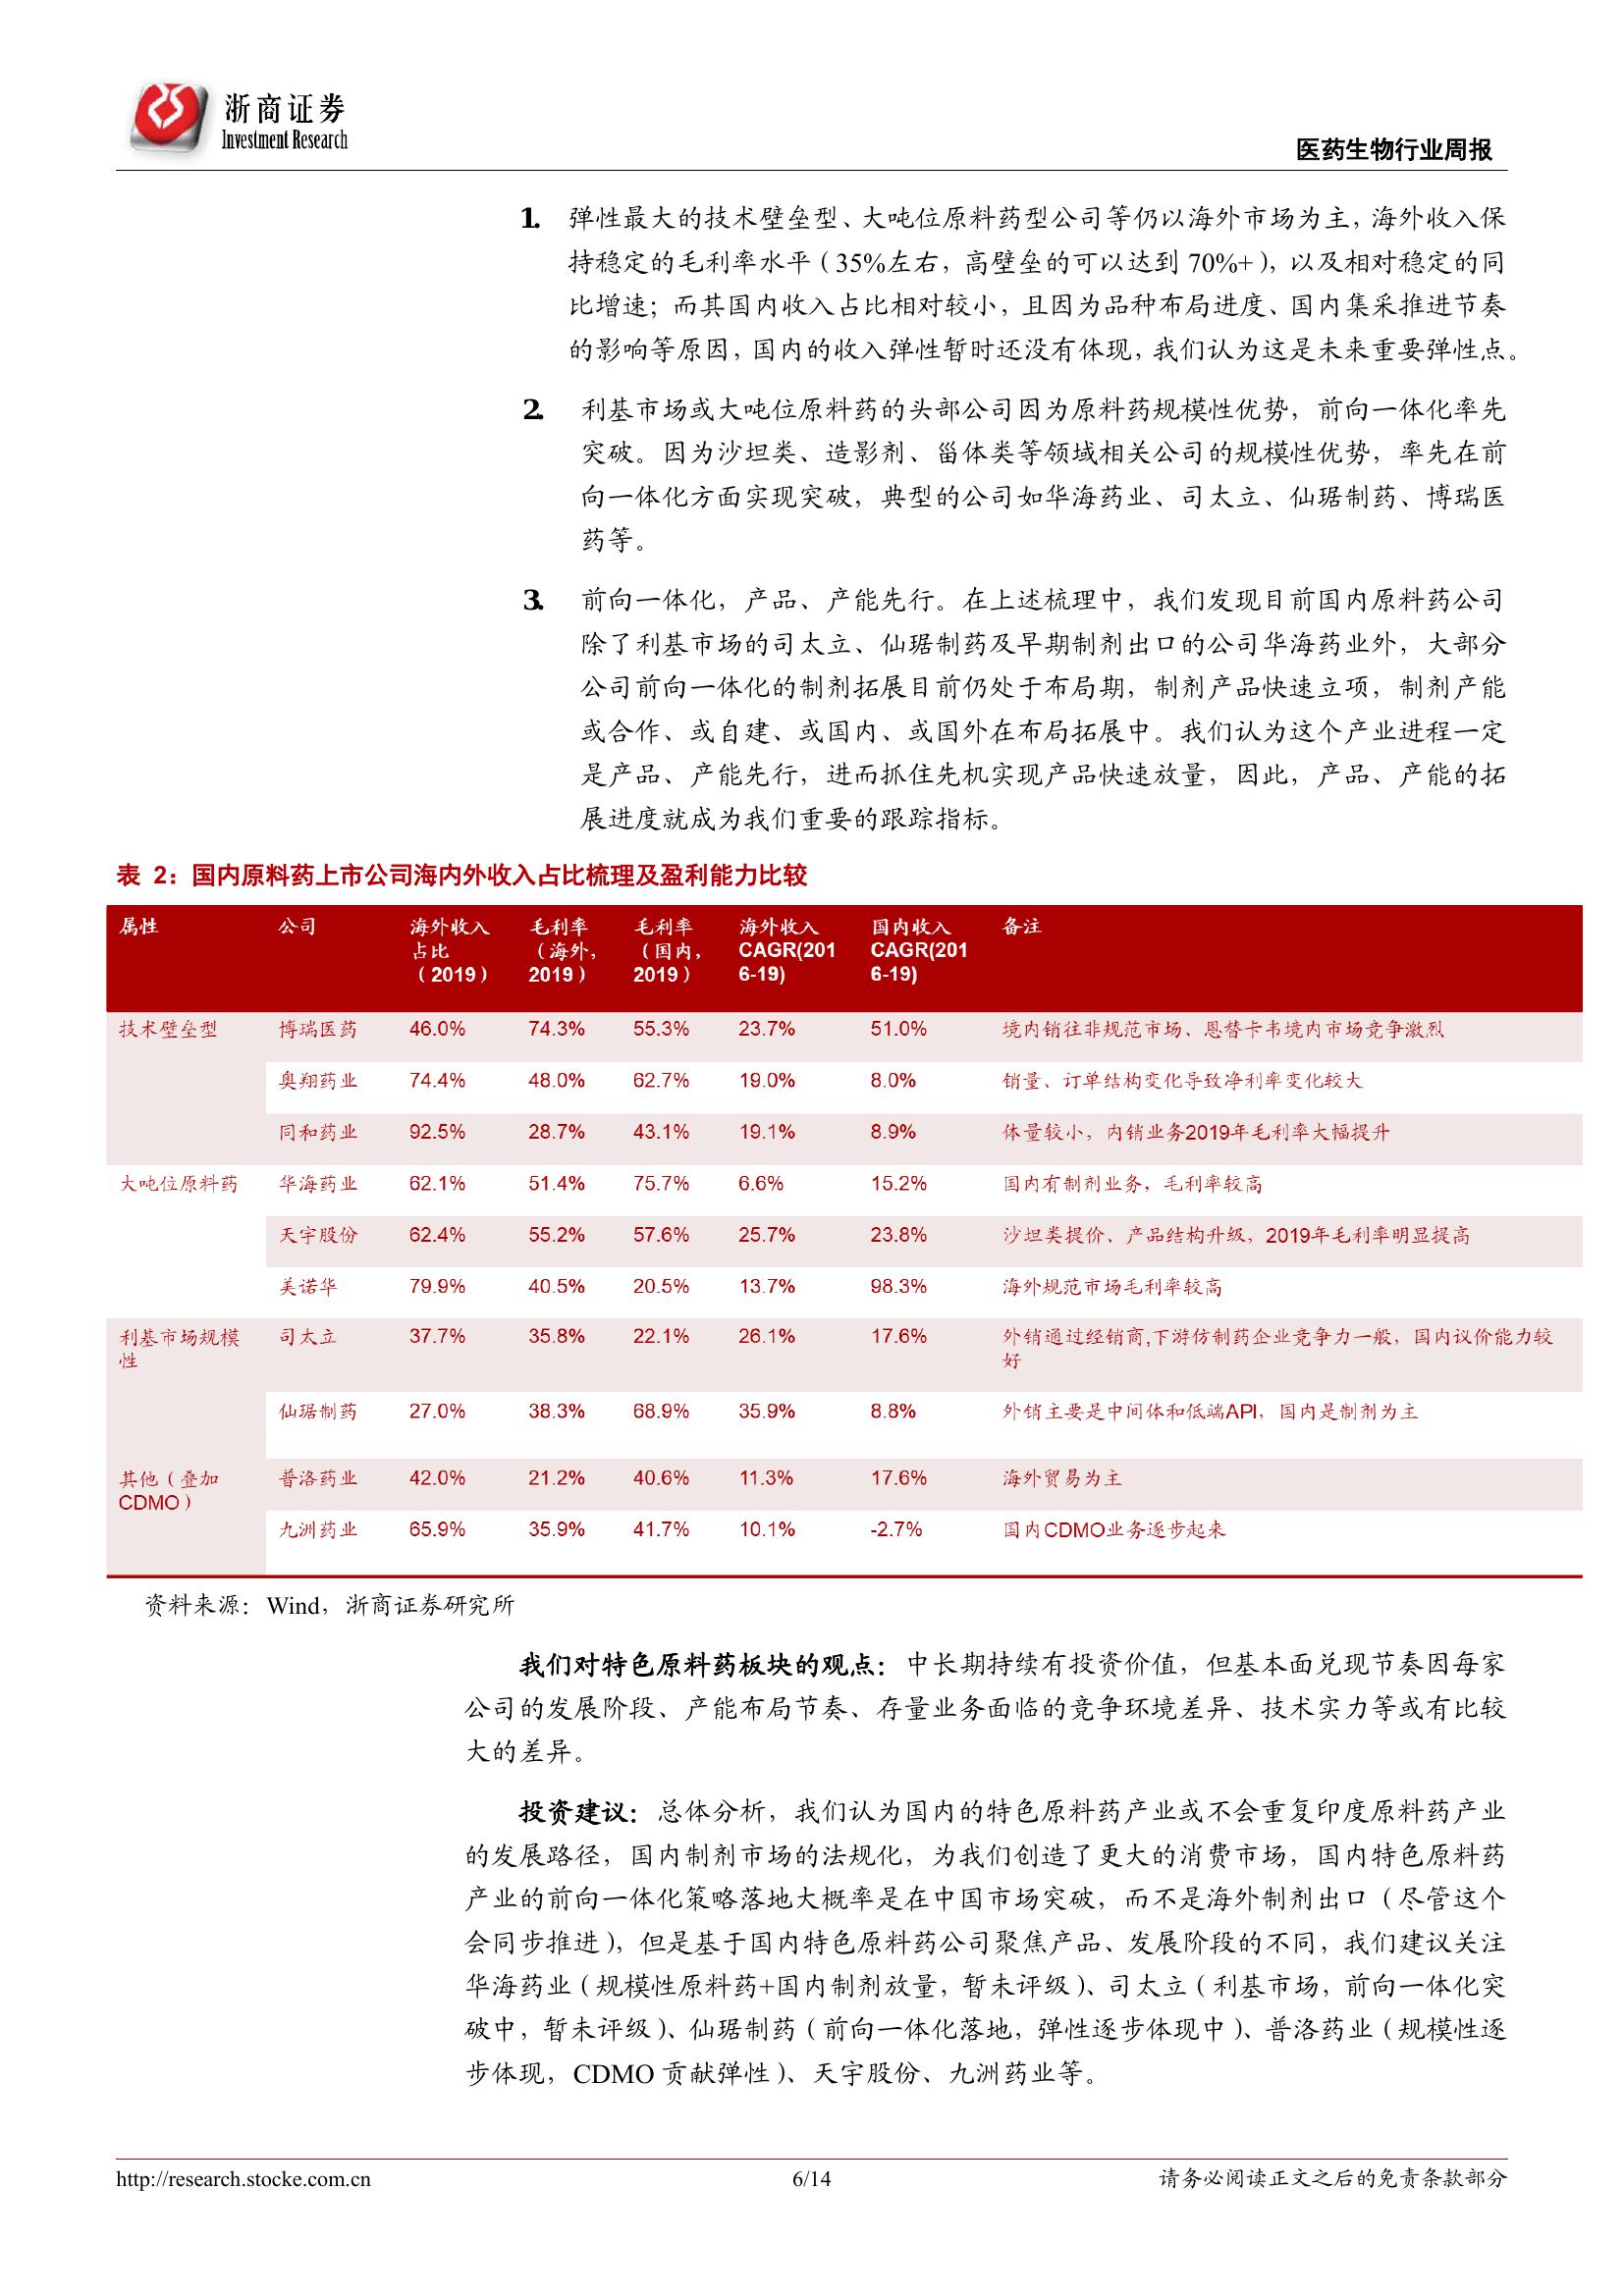 浙商证券
Investment Research
医药生物行业周报
1. 弹性最大的技术壁垒型、大吨位原料药型公司等仍以海外市场为主，海外收入保
持稳定的毛利率水平（35%左右，高壁垒的可以达到 70%+），以及相对稳定的同
比增速；而其国内收入占比相对较小，且因为品种布局进度、国内集采推进节奏
的影响等原因，国内的收入弹性暂时还没有体现，我们认为这是未来重要弹性点。
2. 利基市场或大吨位原料药的头部公司因为原料药规模性优势，前向一体化率先
突破。因为沙坦类、造影剂、甾体类等领域相关公司的规模性优势，率先在前
向一体化方面实现突破，典型的公司如华海药业、司太立、仙琚制药、博瑞医
药等。
3. 前向一体化，产品、产能先行。在上述梳理中，我们发现目前国内原料药公司
除了利基市场的司太立、仙琚制药及早期制剂出口的公司华海药业外，大部分
公司前向一体化的制剂拓展目前仍处于布局期，制剂产品快速立项，制剂产能
或合作、或自建、或国内、或国外在布局拓展中。我们认为这个产业进程一定
是产品、产能先行，进而抓住先机实现产品快速放量，因此，产品、产能的拓
展进度就成为我们重要的跟踪指标。
表 2：国内原料药上市公司海内外收入占比梳理及盈利能力比较
属性 公司 海外收入 毛利率 毛利率 海外收入 国内收入 备注
占比 （海外， （国内， CAGR(201 CAGR(201
（2019） 2019） 2019） 6-19) 6-19)
技术壁垒型 博瑞医药 46.0% 74.3% 55.3% 23.7% 51.0% 境内销往非规范市场、恩替卡韦境内市场竞争激烈
奥翔药业 74.4% 48.0% 62.7% 19.0% 8.0% 销量、订单结构变化导致净利率变化较大
同和药业 92.5% 28.7% 43.1% 19.1% 8.9% 体量较小，内销业务2019年毛利率大幅提升
大吨位原料药 华海药业 62.1% 51.4% 75.7% 6.6% 15.2% 国内有制剂业务，毛利率较高
天宇股份 62.4% 55.2% 57.6% 25.7% 23.8% 沙坦类提价、产品结构升级，2019年毛利率明显提高
美诺华 79.9% 40.5% 20.5% 13.7% 98.3% 海外规范市场毛利率较高
利基市场规模 司太立 37.7% 35.8% 22.1% 26.1% 17.6% 外销通过经销商,下游仿制药企业竞争力一般，国内议价能力较
性 好
仙琚制药 27.0% 38.3% 68.9% 35.9% 8.8% 外销主要是中间体和低端API，国内是制剂为主
其他（叠加 普洛药业 42.0% 21.2% 40.6% 11.3% 17.6% 海外贸易为主
CDMO）
九洲药业 65.9% 35.9% 41.7% 10.1% -2.7% 国内CDMO业务逐步起来
资料来源：Wind，浙商证券研究所
我们对特色原料药板块的观点：中长期持续有投资价值，但基本面兑现节奏因每家
公司的发展阶段、产能布局节奏、存量业务面临的竞争环境差异、技术实力等或有比较
大的差异。
投资建议：总体分析，我们认为国内的特色原料药产业或不会重复印度原料药产业
的发展路径，国内制剂市场的法规化，为我们创造了更大的消费市场，国内特色原料药
产业的前向一体化策略落地大概率是在中国市场突破，而不是海外制剂出口（尽管这个
会同步推进），但是基于国内特色原料药公司聚焦产品、发展阶段的不同，我们建议关注
华海药业（规模性原料药+国内制剂放量，暂未评级）、司太立（利基市场，前向一体化突
破中，暂未评级）、仙琚制药（前向一体化落地，弹性逐步体现中）、普洛药业（规模性逐
步体现，CDMO 贡献弹性）、天宇股份、九洲药业等。
http://research.stocke.com.cn 6/14 请务必阅读正文之后的免责条款部分